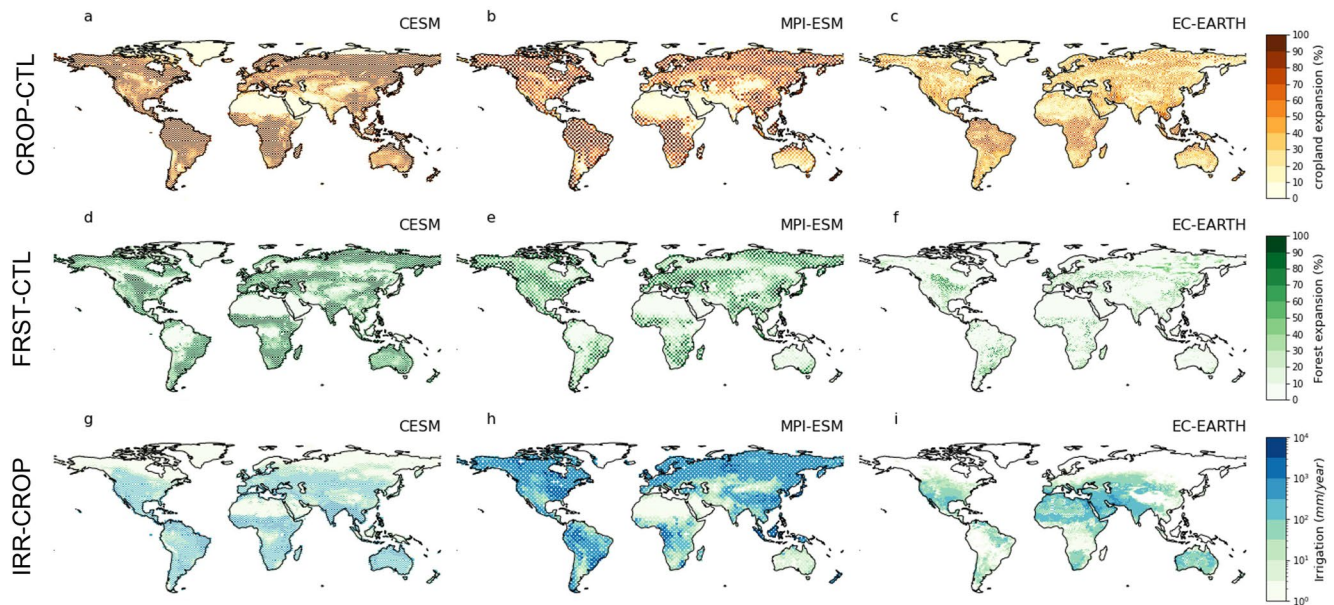 a
CESM
b
MPI-ESM
c
EC-EARTH
CROP-CTL
100
90
80
70
60
50
40
30
20
10
0
cropland expansion (%)
d
CESM
e
MPI-ESM
f
EC-EARTH
FRST-CTL
100
90
80
70
60
50
40
30
20
10
0
Forest expansion (%)
g
CESM
h
MPI-ESM
i
EC-EARTH
IRR-CROP
10⁴
10³
10²
10¹
10⁰
Irrigation (mm/year)